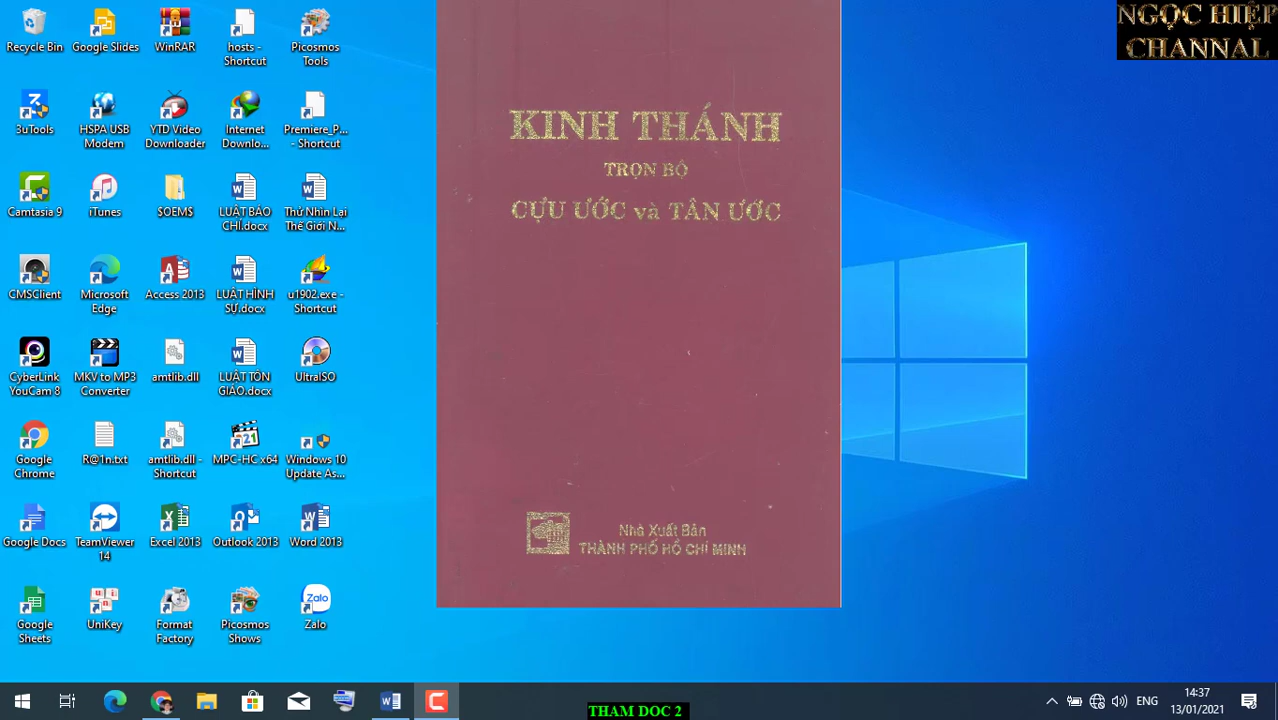 Recycle Bin
Google Slides
WinRAR
hosts -
Shortcut
Picosmos
Tools
3uTools
HSPA USB
Modem
YTD Video
Downloader
Internet
Downlo...
Premiere_P...
- Shortcut
Camtasia 9
iTunes
$OEM$
LUẬT BÁO
CHÍ.docx
Thử Nhìn Lại
Thế Giới N...
CMSClient
Microsoft
Edge
Access 2013
LUẬT HÌNH
SỰ.docx
u1902.exe -
Shortcut
CyberLink
YouCam 8
MKV to MP3
Converter
amtlib.dll
LUẬT TÔN
GIÁO.docx
UltraISO
Google
Chrome
R@1n.txt
amtlib.dll -
Shortcut
MPC-HC x64
Windows 10
Update As...
Google Docs
TeamViewer
14
Excel 2013
Outlook 2013
Word 2013
Google
Sheets
UniKey
Format
Factory
Picosmos
Shows
Zalo
KINH THÁNH
TRỌN BỘ
CỰU ƯỚC và TÂN ƯỚC
Nhà Xuất Bản
THÀNH PHỐ HỒ CHÍ MINH
NGỌC HIỆP
CHANNAL
ENG
14:37
13/01/2021
THAM DOC 2